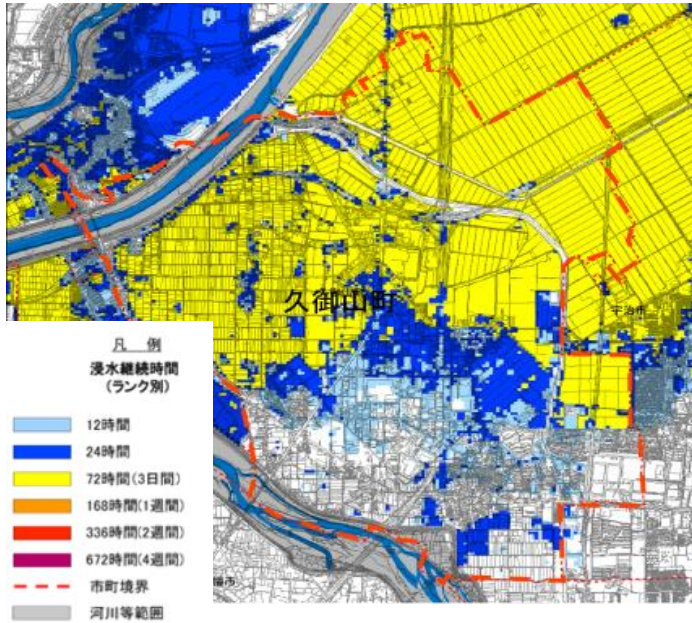 久御山町
宇治市
凡 例
浸水継続時間
(ランク別)
12時間
24時間
72時間(3日間)
168時間(1週間)
336時間(2週間)
672時間(4週間)
市町境界
河川等範囲
幡市